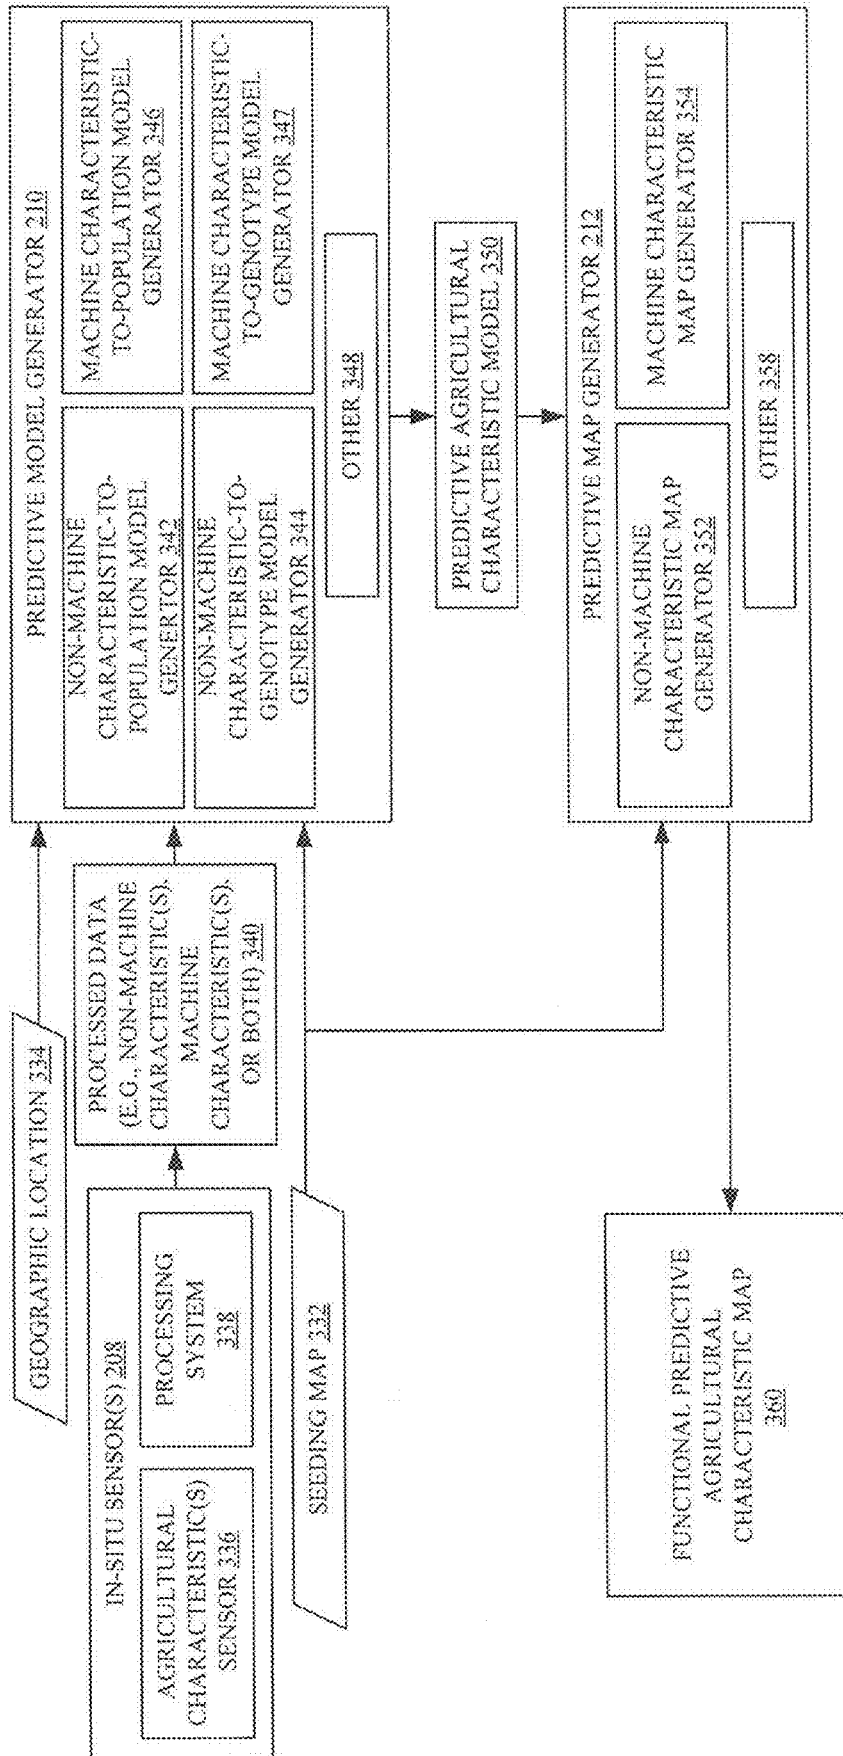 GEOGRAPHIC LOCATION 334
IN-SITU SENSOR(S) 208
AGRICULTURAL
CHARACTERISTIC(S)
SENSOR 336
PROCESSING
SYSTEM
338
SEEDING MAP 332
PROCESSED DATA
(E.G., NON-MACHINE
CHARACTERISTIC(S),
MACHINE
CHARACTERISTIC(S),
OR BOTH) 340
PREDICTIVE MODEL GENERATOR 210
NON-MACHINE
CHARACTERISTIC-TO-
POPULATION MODEL
GENERTOR 342
MACHINE CHARACTERISTIC-
TO-POPULATION MODEL
GENERATOR 346
NON-MACHINE
CHARACTERISTIC-TO-
GENOTYPE MODEL
GENERATOR 344
MACHINE CHARACTERISTIC-
TO-GENOTYPE MODEL
GENERATOR 347
OTHER 348
PREDICTIVE AGRICULTURAL
CHARACTERISTIC MODEL 350
PREDICTIVE MAP GENERATOR 212
NON-MACHINE
CHARACTERISTIC MAP
GENERATOR 352
MACHINE CHARACTERISTIC
MAP GENERATOR 354
OTHER 358
FUNCTIONAL PREDICTIVE
AGRICULTURAL
CHARACTERISTIC MAP
360